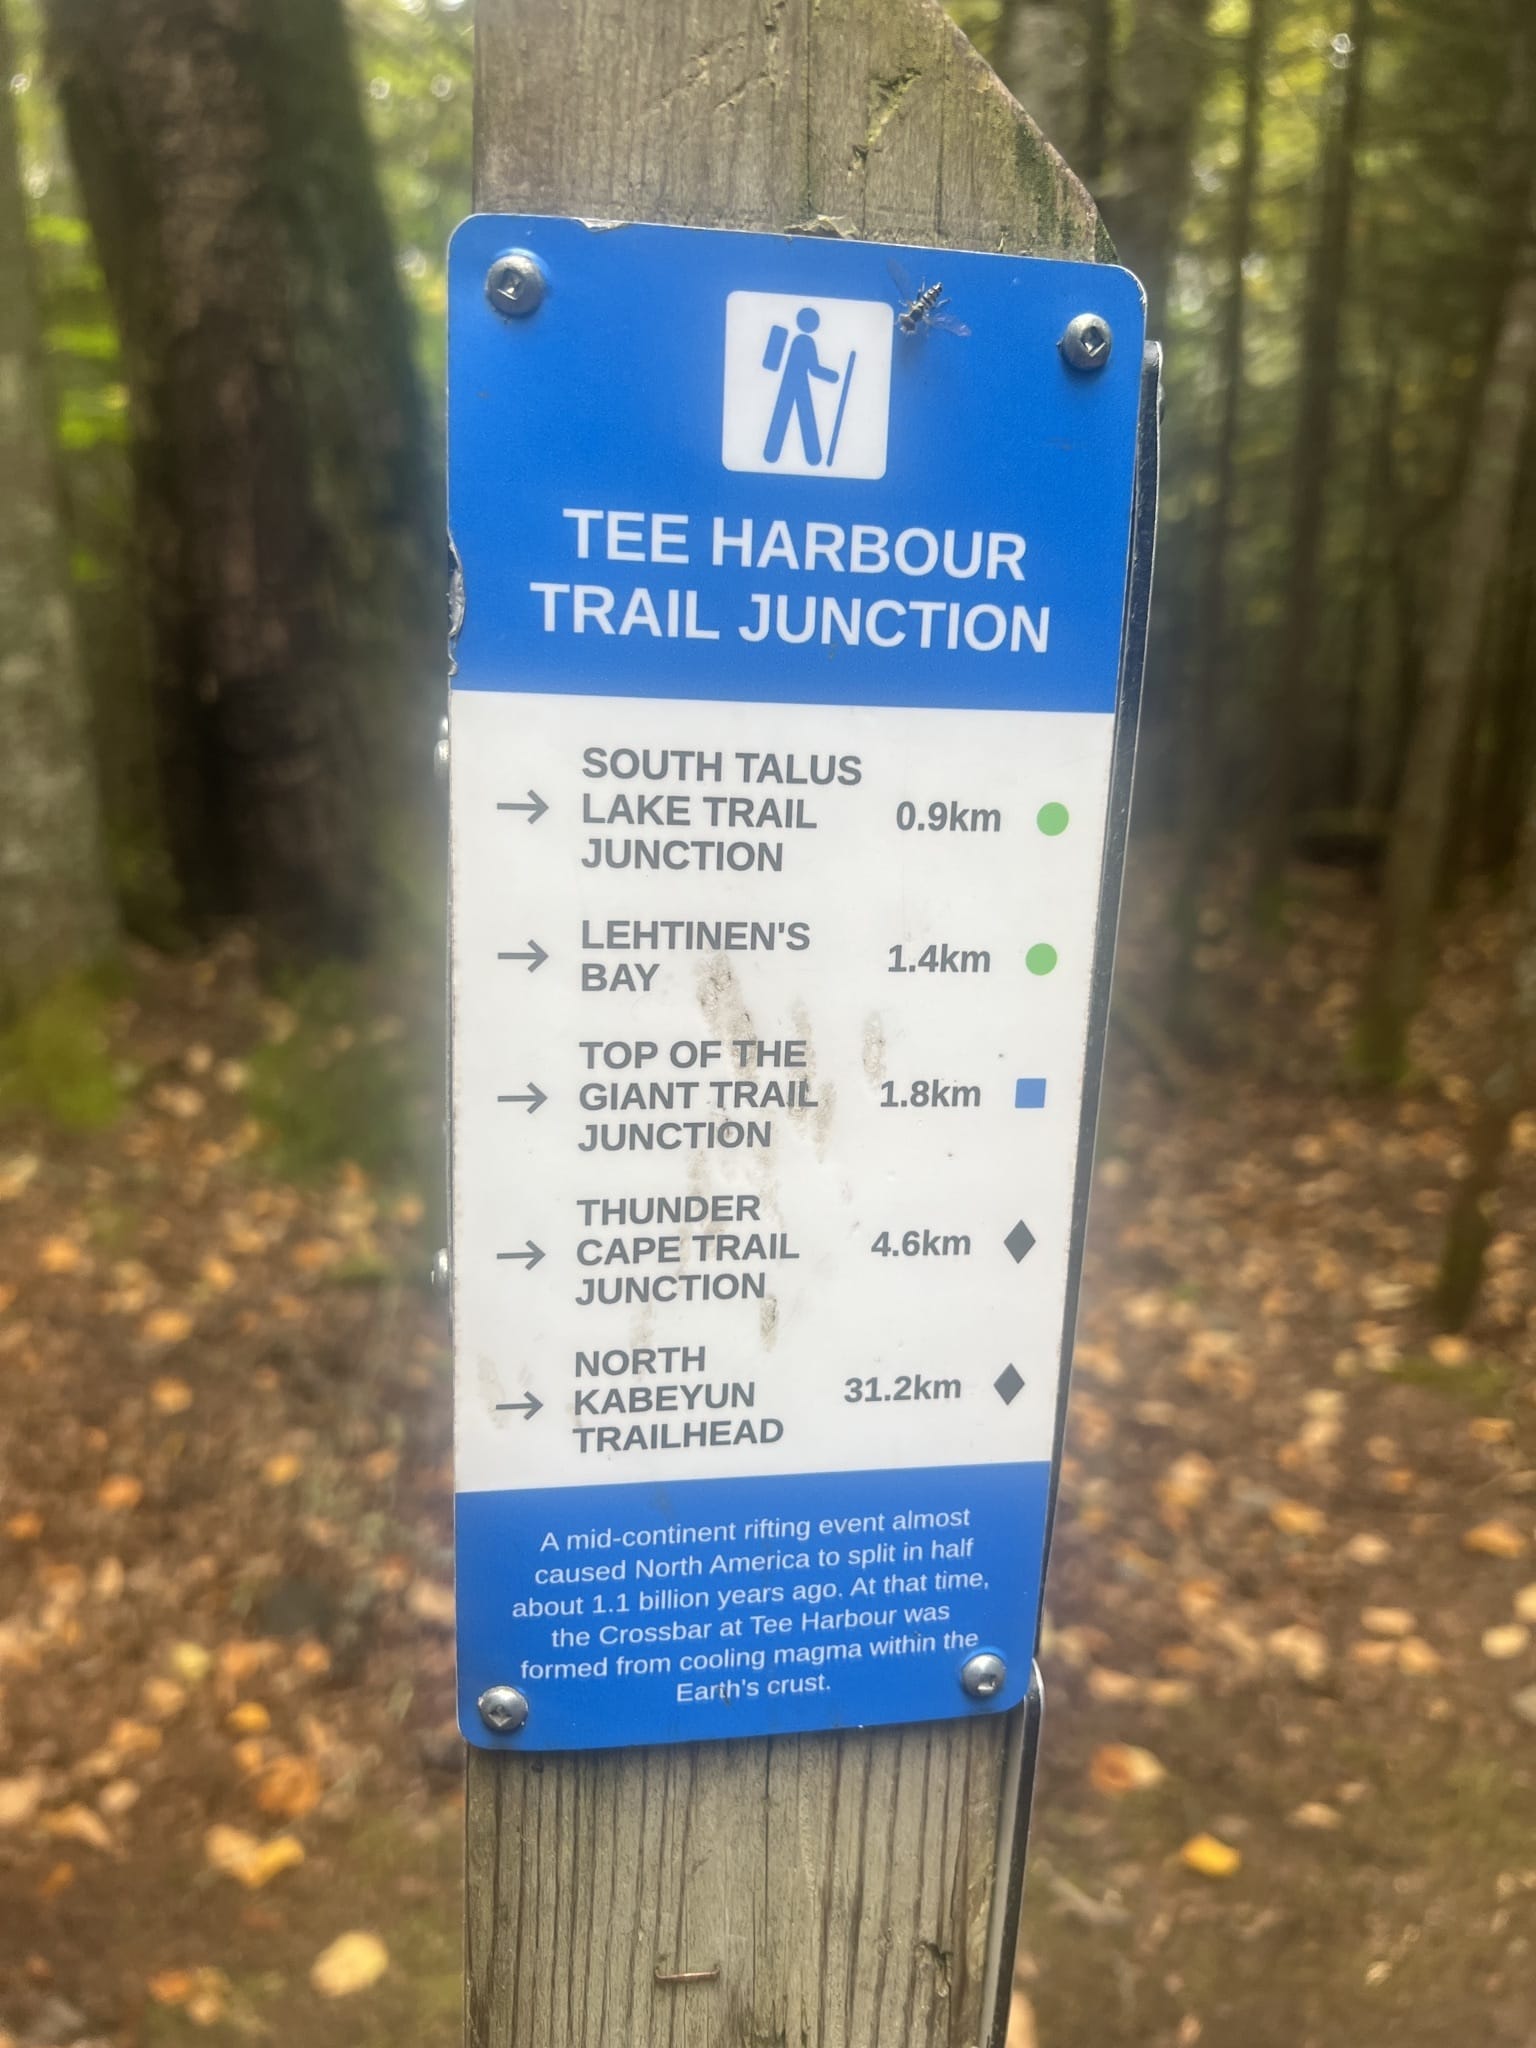 TEE HARBOUR
TRAIL JUNCTION
→ SOUTH TALUS
LAKE TRAIL 0.9km
JUNCTION
→ LEHTINEN'S 1.4km
BAY
TOP OF THE
→ GIANT TRAIL 1.8km
JUNCTION
THUNDER
→ CAPE TRAIL 4.6km
JUNCTION
NORTH
→ KABEYUN 31.2km
TRAILHEAD
A mid-continent rifting event almost
caused North America to split in half
about 1.1 billion years ago. At that time,
the Crossbar at Tee Harbour was
formed from cooling magma within the
Earth's crust.